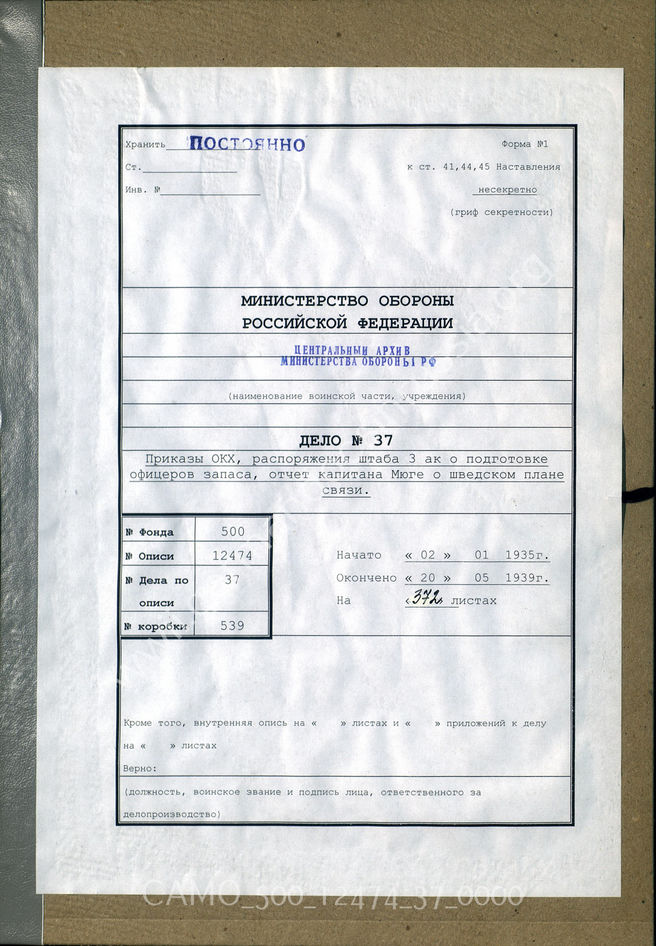 Хранить ПОСТОЯННО Форма №1
Ст. к ст. 41,44,45 Наставления
Инв. № несекретно
(гриф секретности)
МИНИСТЕРСТВО ОБОРОНЫ
РОССИЙСКОЙ ФЕДЕРАЦИИ
ЦЕНТРАЛЬНЫЙ АРХИВ
МИНИСТЕРСТВА ОБОРОНЫ РФ
(наименование воинской части, учреждения)
ДЕЛО № 37
Приказы ОКХ, распоряжения штаба 3 ак о подготовке
офицеров запаса, отчет капитана Мюге о шведском плане
связи.
№ Фонда 500
№ Описи 12474
№ Дела по 37
описи
№ коробки 539
Начато « 02 » 01 1935г.
Окончено « 20 » 05 1939г.
На «372» листах
Кроме того, внутренняя опись на « » листах и « » приложений к делу
на « » листах
Верно:
(должность, воинское звание и подпись лица, ответственного за
делопроизводство)
CAMO_500_12474_37_0000